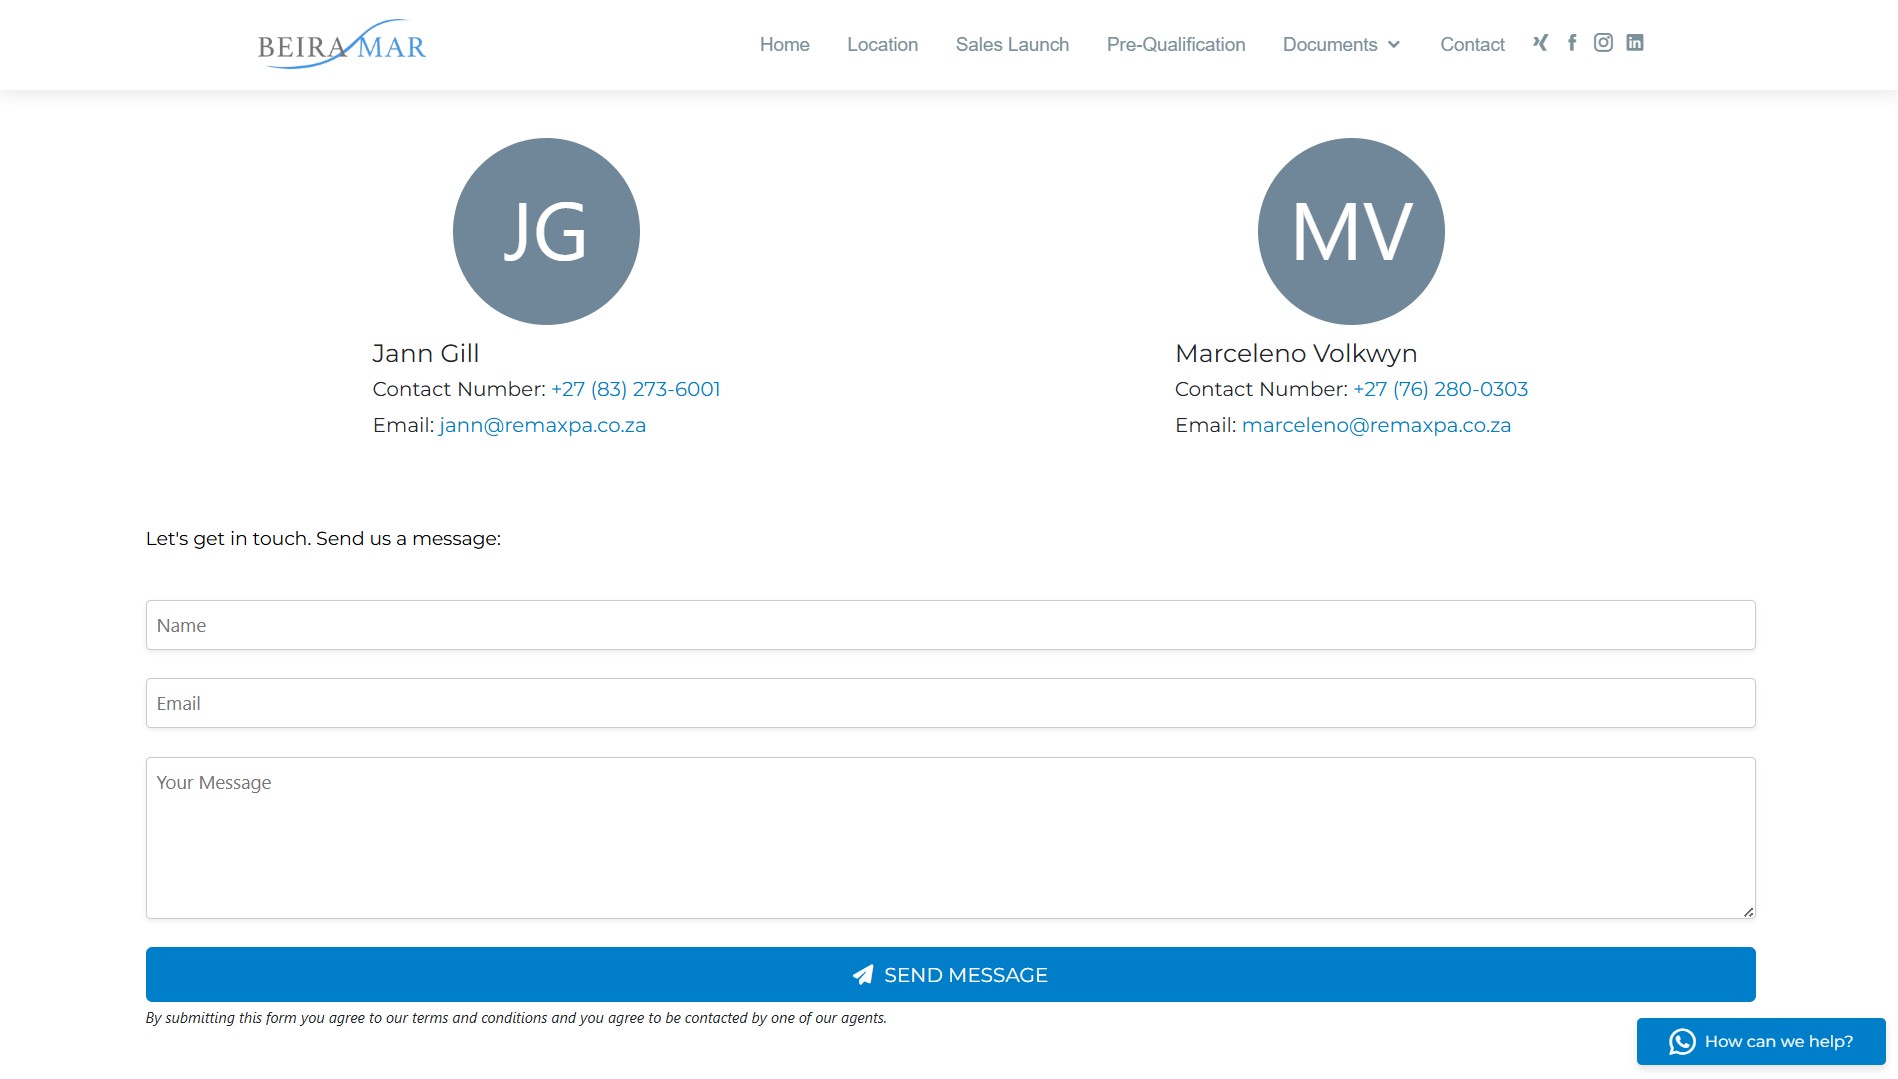 BEIRA MAR
Home Location Sales Launch Pre-Qualification Documents Contact
JG
Jann Gill
Contact Number: +27 (83) 273-6001
Email: jann@remaxpa.co.za
MV
Marceleno Volkwyn
Contact Number: +27 (76) 280-0303
Email: marceleno@remaxpa.co.za
Let's get in touch. Send us a message:
Name
Email
Your Message
SEND MESSAGE
By submitting this form you agree to our terms and conditions and you agree to be contacted by one of our agents.
How can we help?